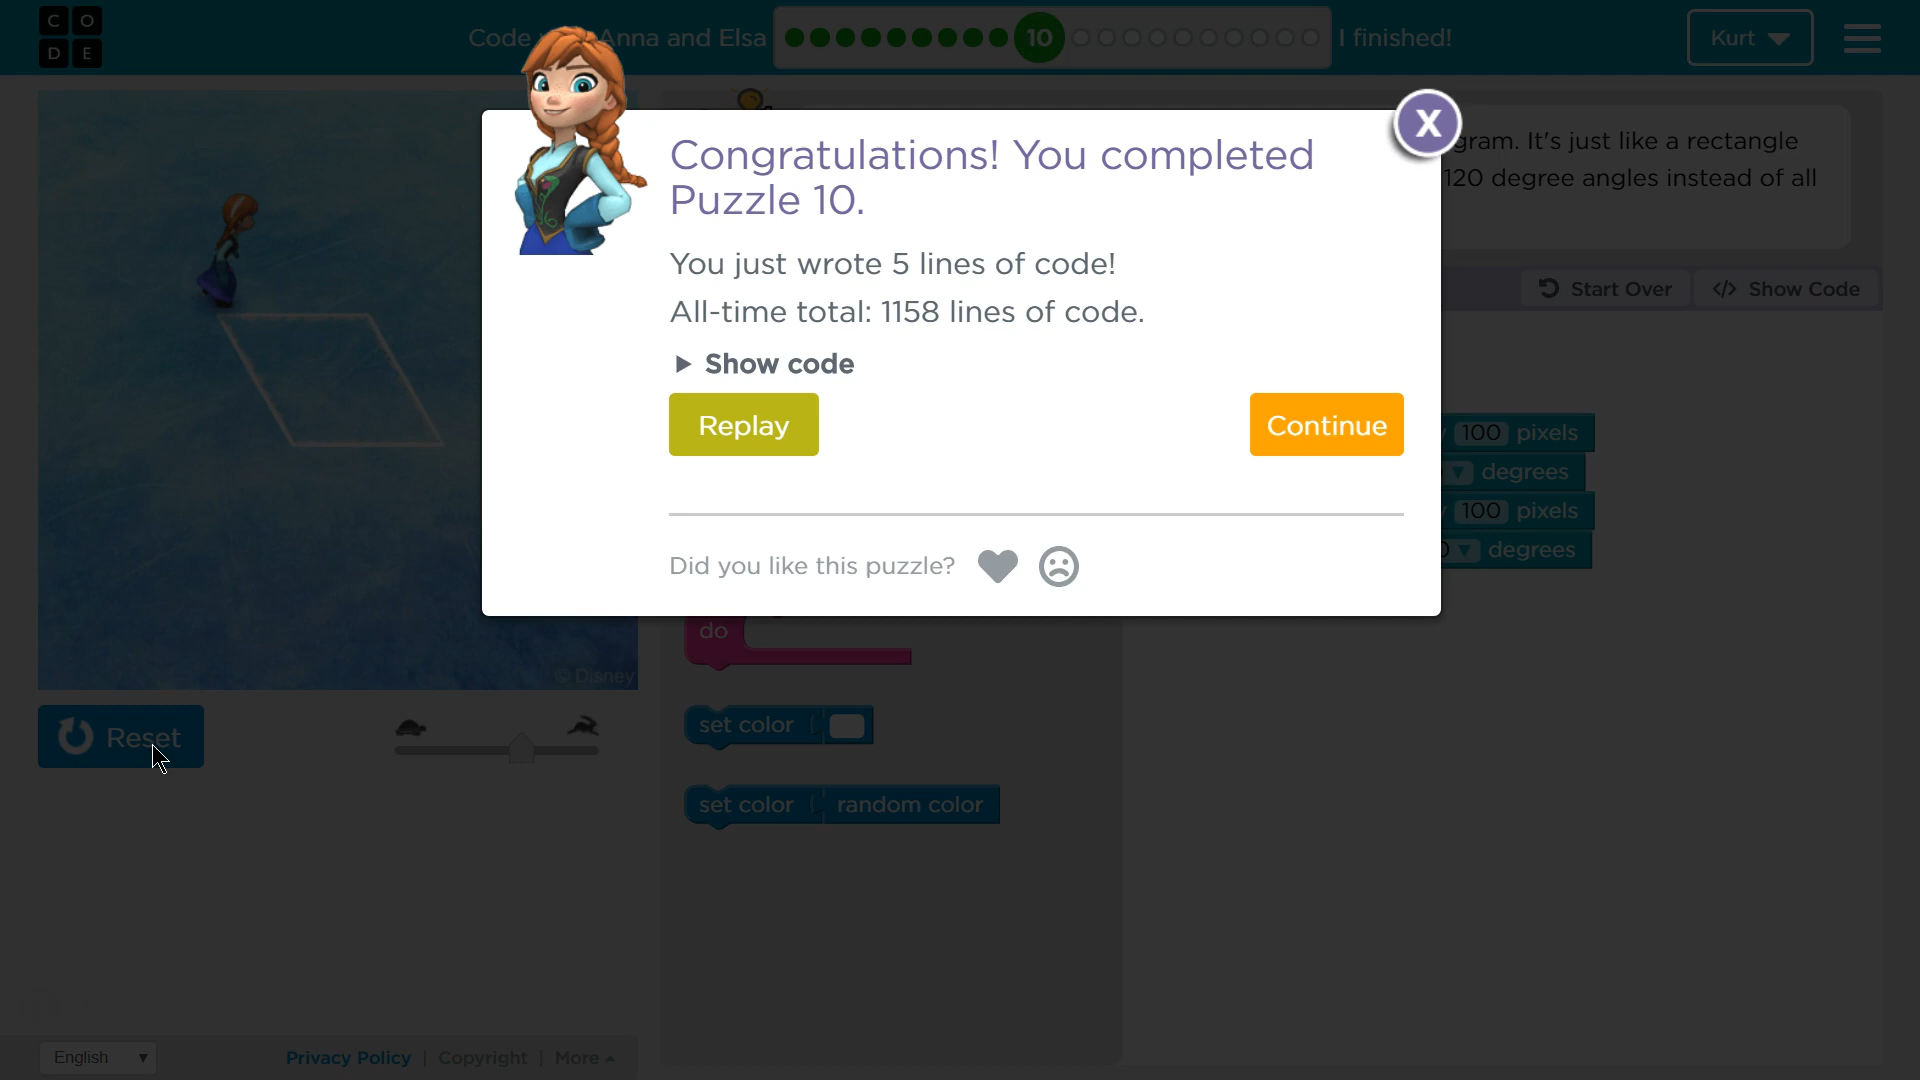 C O
D E
Code Anna and Elsa
10
I finished!
Kurt
gram. It's just like a rectangle
120 degree angles instead of all
X
Congratulations! You completed
Puzzle 10.
You just wrote 5 lines of code!
All-time total: 1158 lines of code.
Show code
Replay
Continue
Did you like this puzzle?
Start Over
Show Code
100 pixels
degrees
100 pixels
degrees
do
set color
set color random color
© Disney
Reset
English
Privacy Policy | Copyright | More